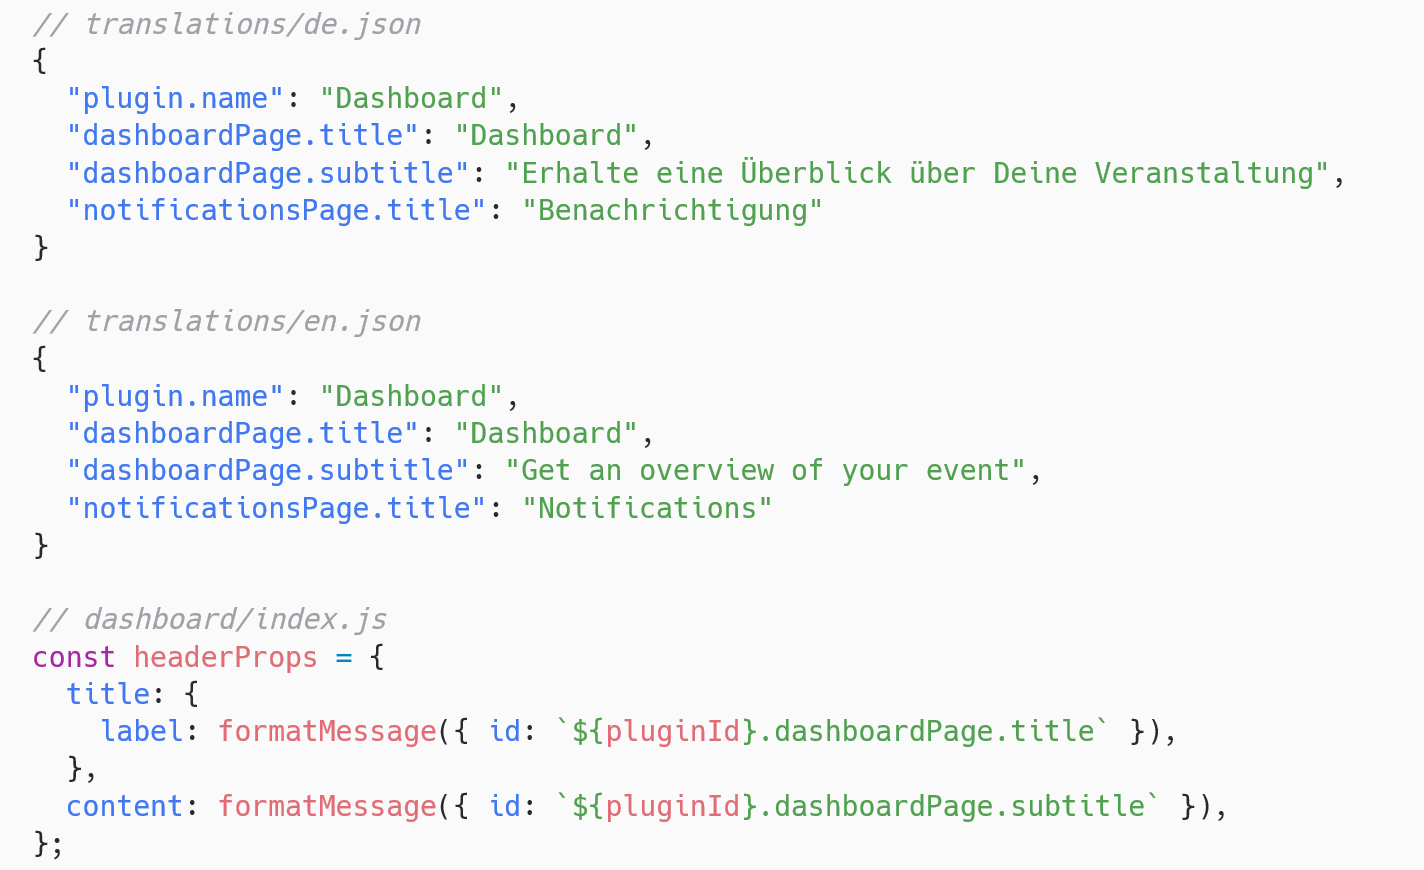 // translations/de.json
{
  "plugin.name": "Dashboard",
  "dashboardPage.title": "Dashboard",
  "dashboardPage.subtitle": "Erhalte eine Überblick über Deine Veranstaltung",
  "notificationsPage.title": "Benachrichtigung"
}

// translations/en.json
{
  "plugin.name": "Dashboard",
  "dashboardPage.title": "Dashboard",
  "dashboardPage.subtitle": "Get an overview of your event",
  "notificationsPage.title": "Notifications"
}

// dashboard/index.js
const headerProps = {
  title: {
    label: formatMessage({ id: `${pluginId}.dashboardPage.title` }),
  },
  content: formatMessage({ id: `${pluginId}.dashboardPage.subtitle` }),
};